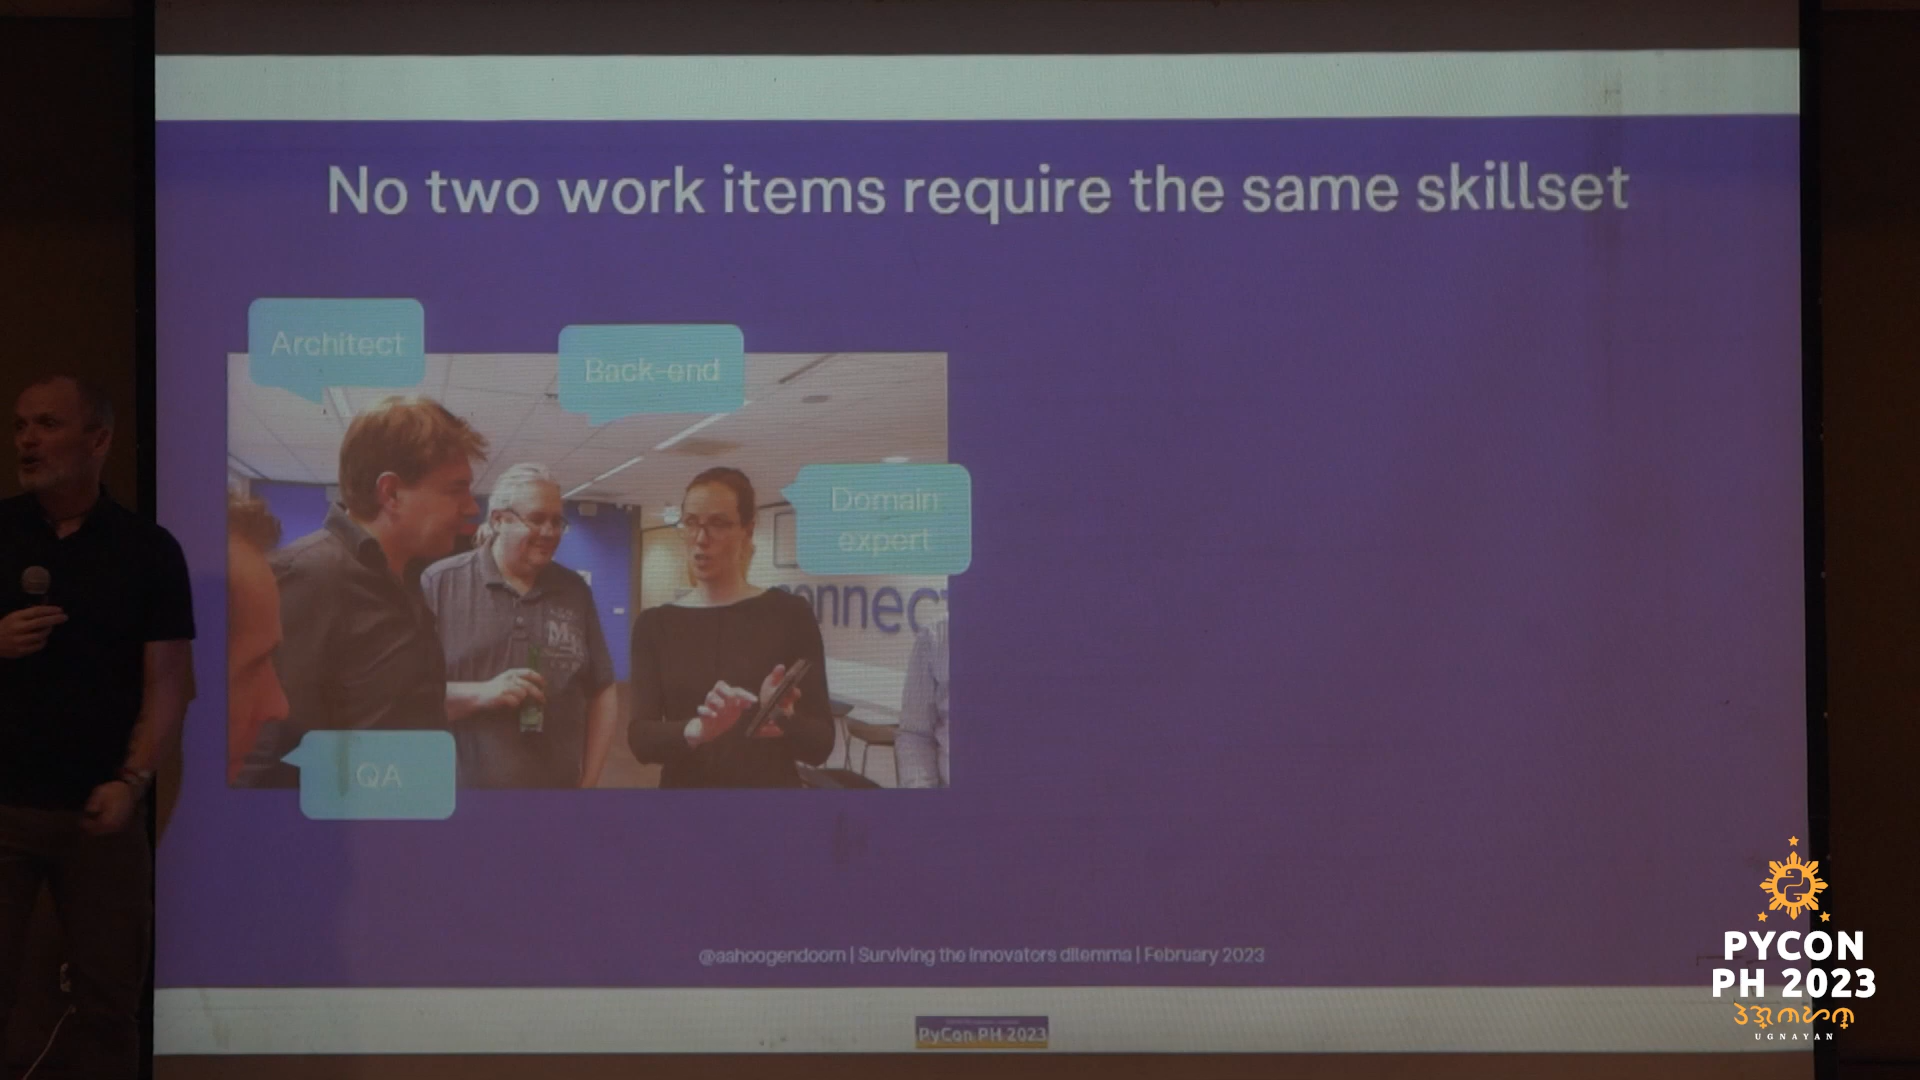 No two work items require the same skillset
Architect
Back-end
Domain
expert
onnect
QA
@aahoogendoorn | Surviving the innovators dilemma | February 2023
PyCon PH 2023
PYCON
PH 2023
UGNAYAN